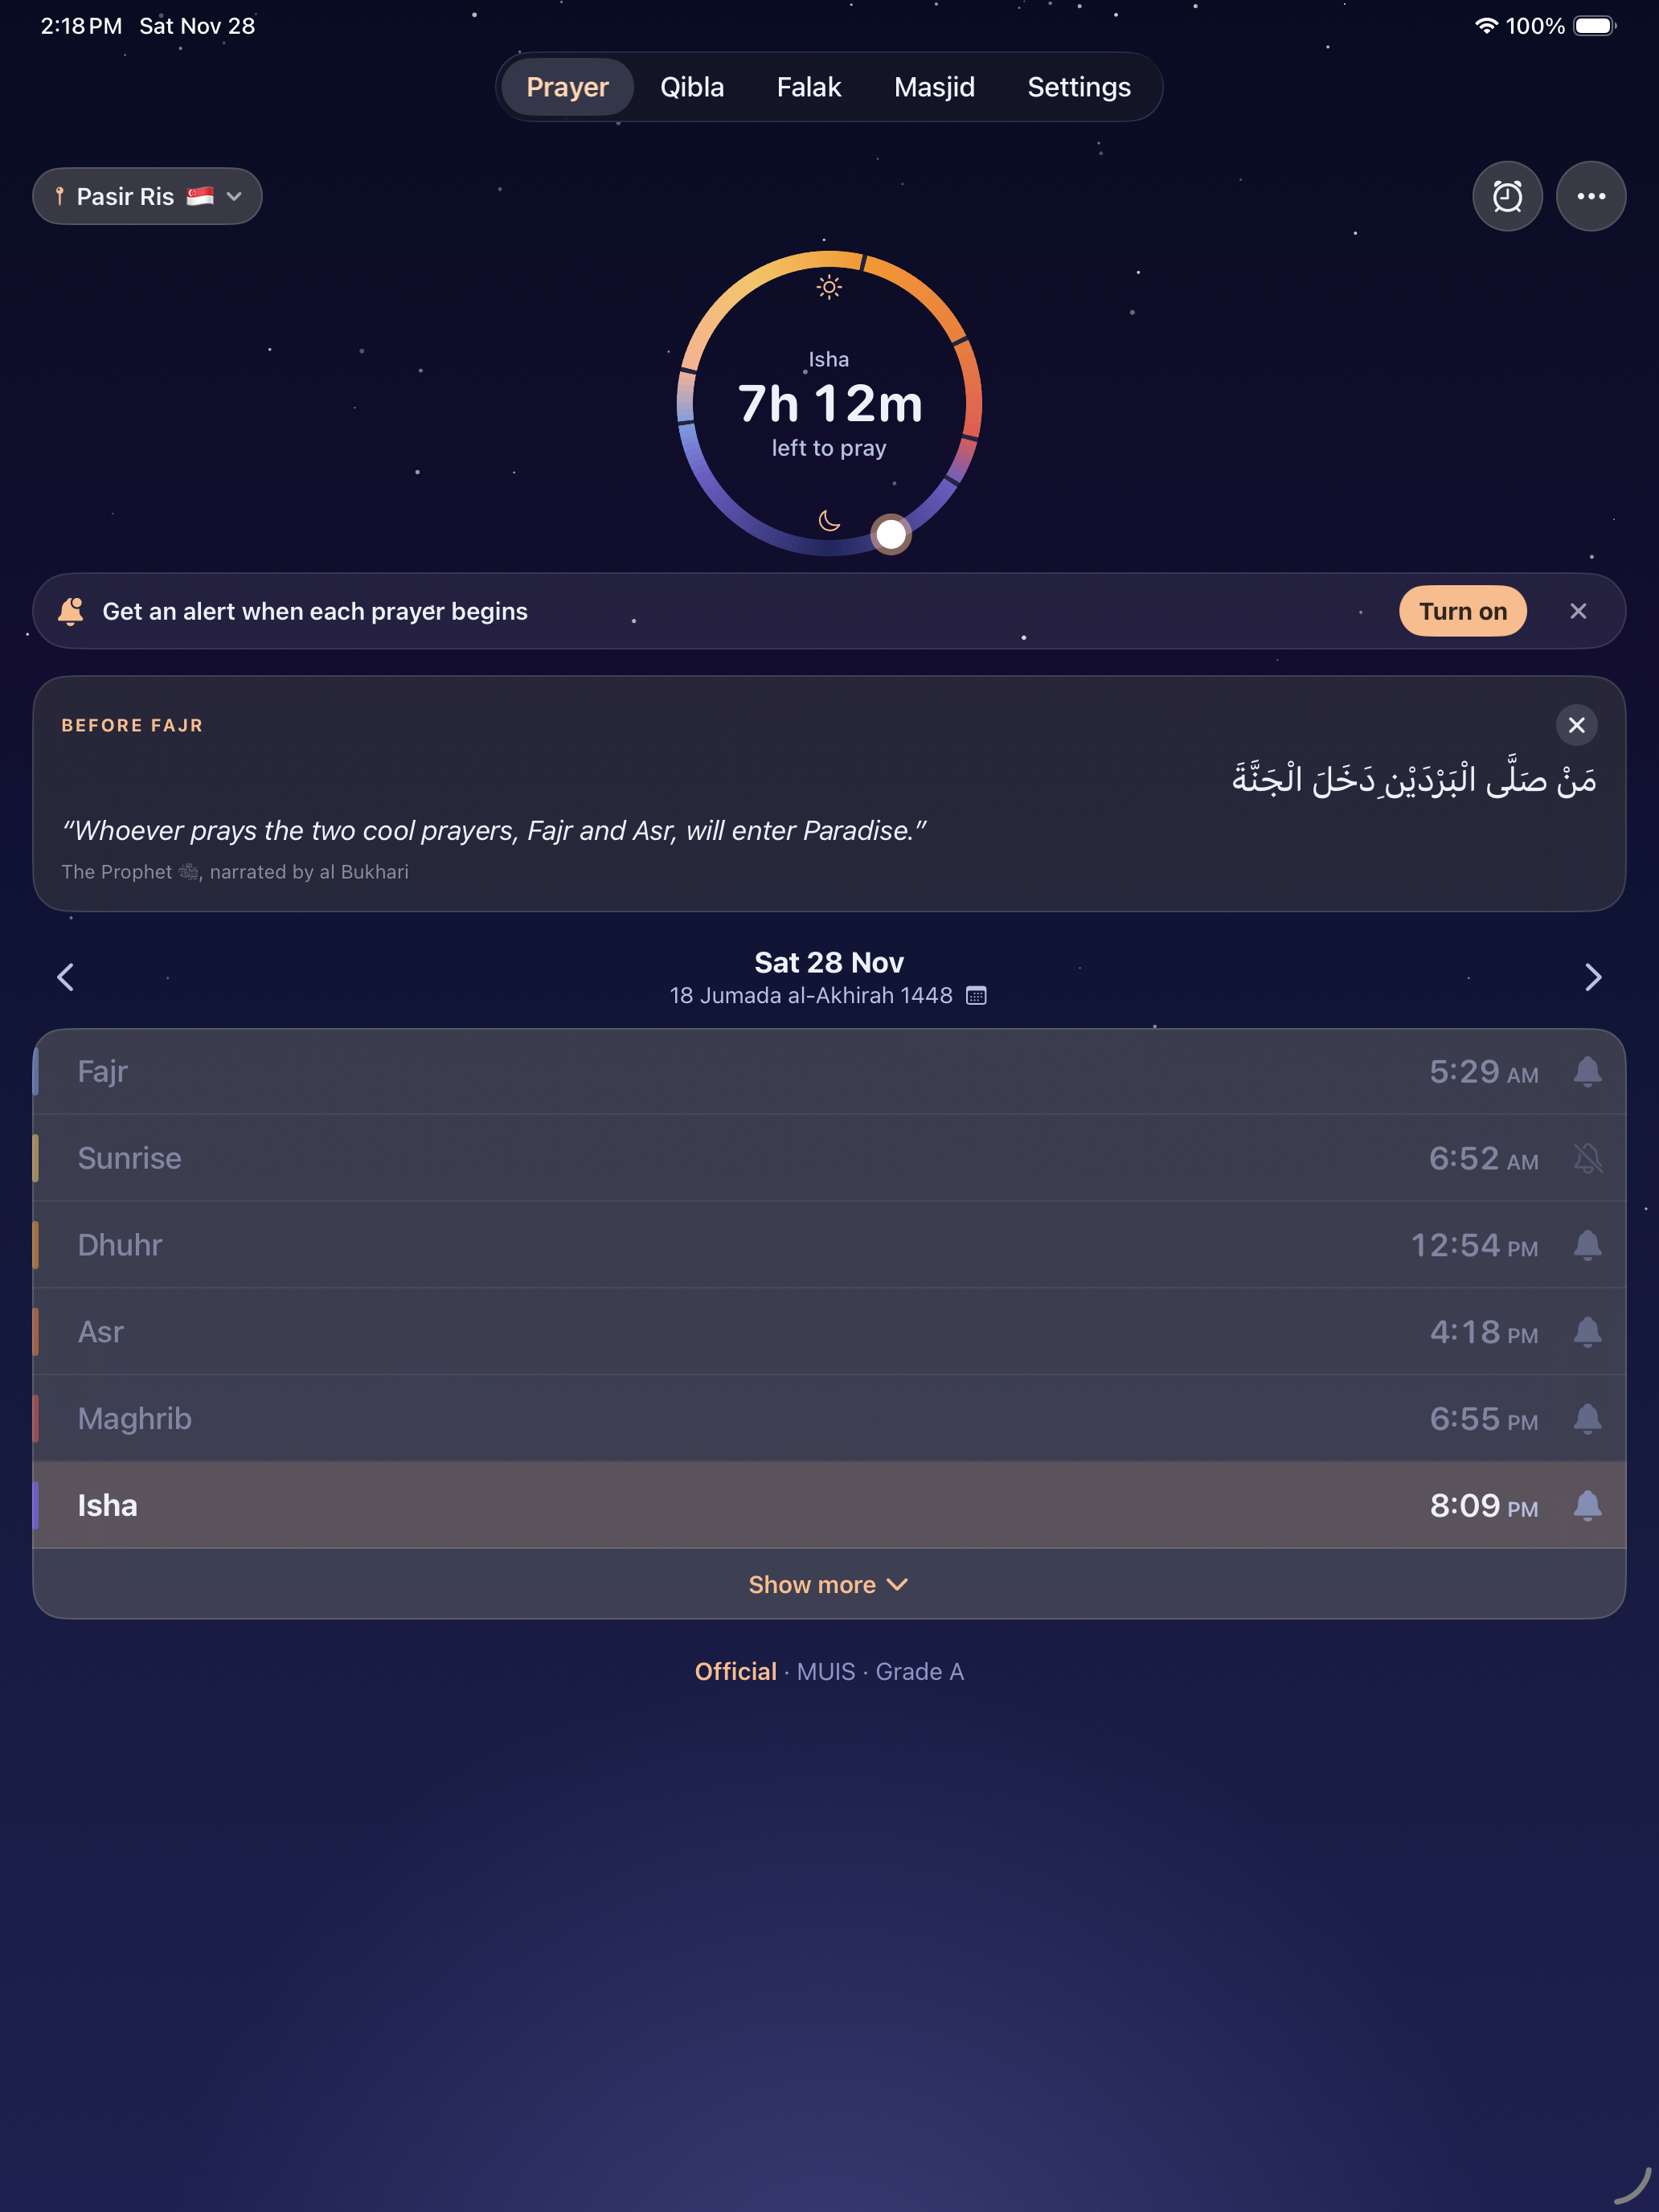 2:18 PM Sat Nov 28 100%
Prayer Qibla Falak Masjid Settings
Pasir Ris
Isha
7h 12m
left to pray
Get an alert when each prayer begins Turn on
BEFORE FAJR
مَنْ صَلَّى الْبَرْدَيْنِ دَخَلَ الْجَنَّةَ
“Whoever prays the two cool prayers, Fajr and Asr, will enter Paradise.”
The Prophet ﷺ, narrated by al Bukhari
Sat 28 Nov
18 Jumada al-Akhirah 1448
Fajr 5:29 AM
Sunrise 6:52 AM
Dhuhr 12:54 PM
Asr 4:18 PM
Maghrib 6:55 PM
Isha 8:09 PM
Show more
Official · MUIS · Grade A